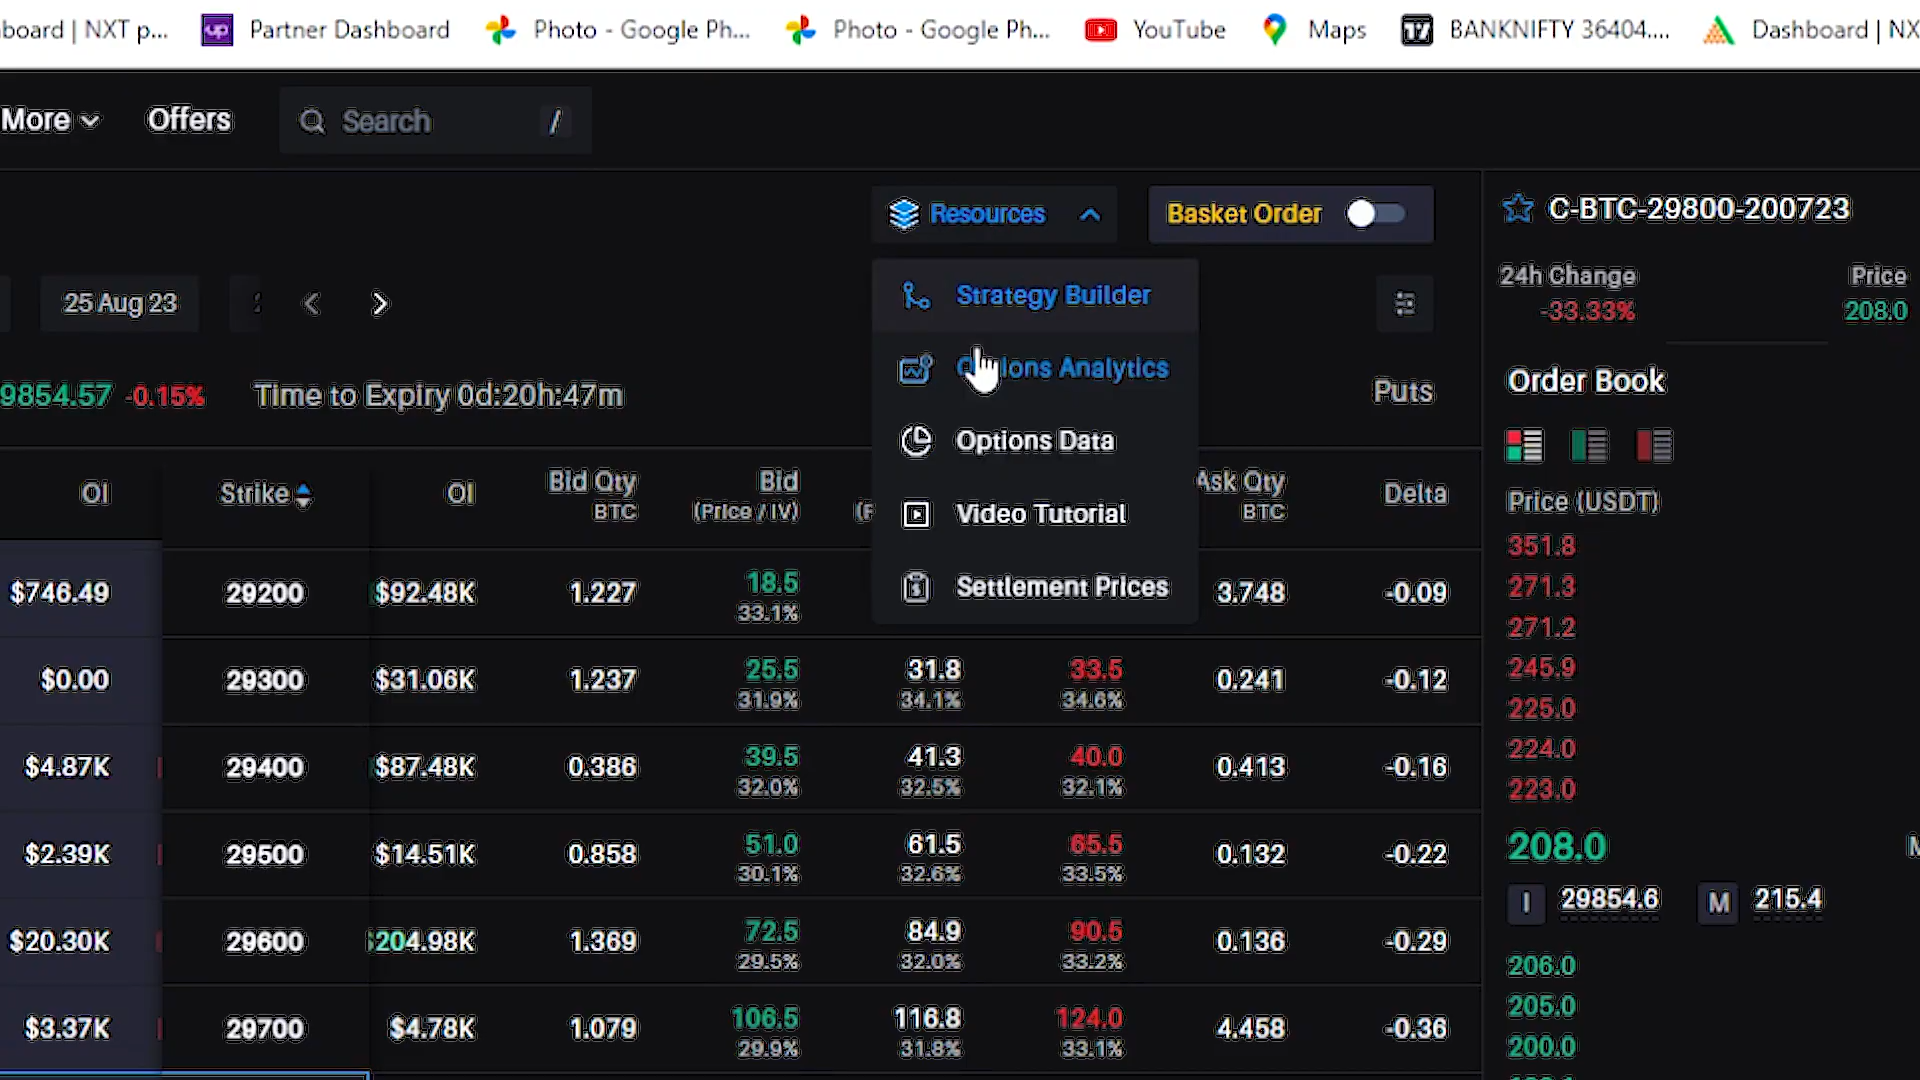 board | NXT p... Partner Dashboard Photo - Google Ph... Photo - Google Ph... YouTube Maps BANKNIFTY 36404.... Dashboard | NX
More Offers Search /
Resources Basket Order
Strategy Builder
Options Analytics
Options Data
Video Tutorial
Settlement Prices
25 Aug 23
9854.57 -0.15% Time to Expiry 0d:20h:47m Puts
OI Strike OI Bid Qty BTC Bid (Price / IV) Ask Qty BTC Delta
$746.49 29200 $92.48K 1.227 18.5 3.748 -0.09
33.1%
$0.00 29300 $31.06K 1.237 25.5 31.8 33.5 0.241 -0.12
31.9% 34.1% 34.6%
$4.87K 29400 $87.48K 0.386 39.5 41.3 40.0 0.413 -0.16
32.0% 32.5% 32.1%
$2.39K 29500 $14.51K 0.858 51.0 61.5 65.5 0.132 -0.22
30.1% 32.6% 33.5%
$20.30K 29600 $204.98K 1.369 72.5 84.9 90.5 0.136 -0.29
29.5% 32.0% 33.2%
$3.37K 29700 $4.78K 1.079 106.5 116.8 124.0 4.458 -0.36
29.9% 31.8% 33.1%
C-BTC-29800-200723
24h Change Price
-33.33% 208.0
Order Book
Price (USDT)
351.8
271.3
271.2
245.9
225.0
224.0
223.0
208.0
I 29854.6 M 215.4
206.0
205.0
200.0